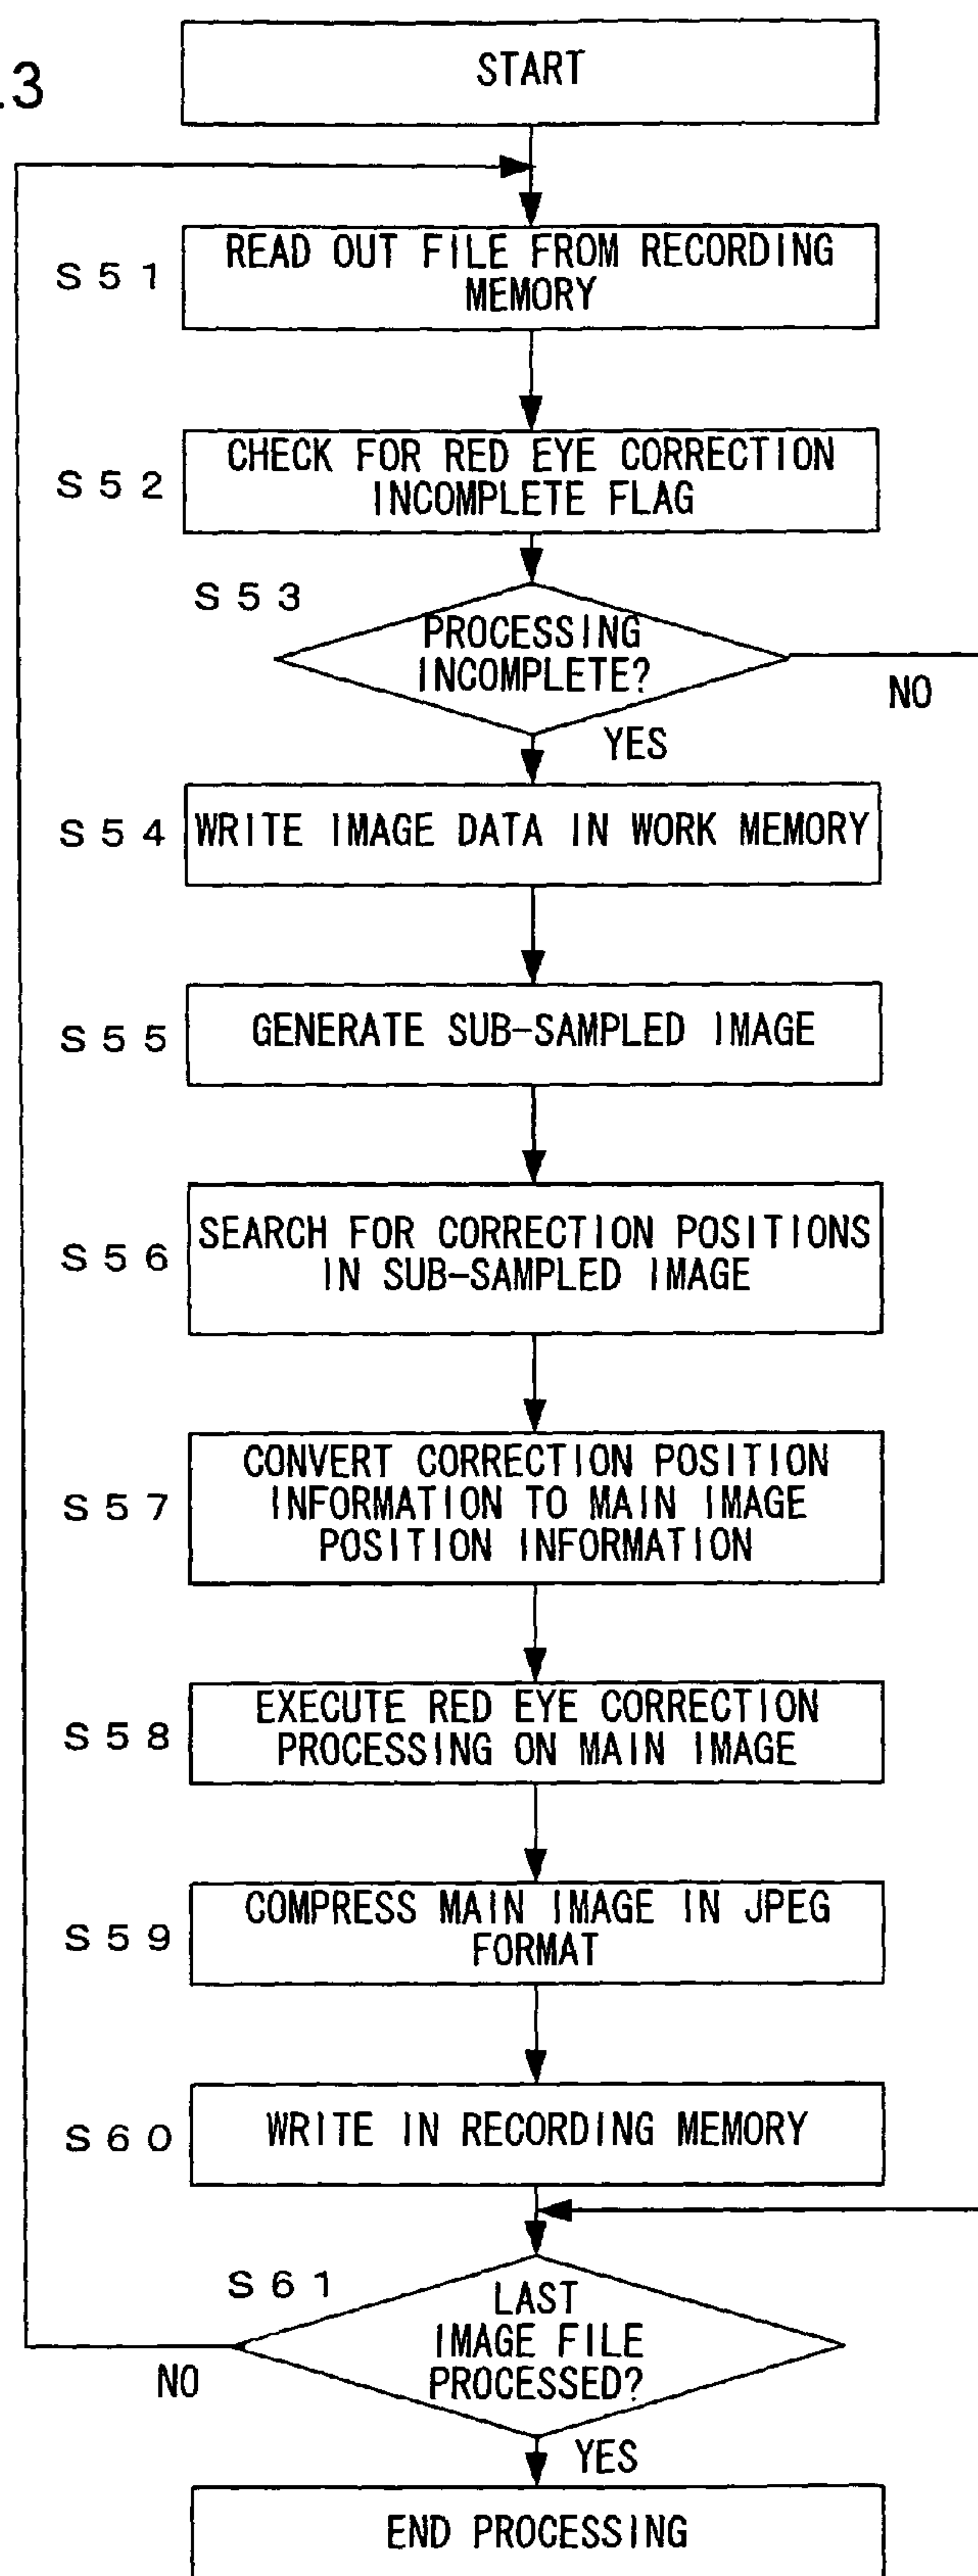 .3
START
S51
READ OUT FILE FROM RECORDING
MEMORY
S52
CHECK FOR RED EYE CORRECTION
INCOMPLETE FLAG
S53
PROCESSING
INCOMPLETE?
NO
YES
S54
WRITE IMAGE DATA IN WORK MEMORY
S55
GENERATE SUB-SAMPLED IMAGE
S56
SEARCH FOR CORRECTION POSITIONS
IN SUB-SAMPLED IMAGE
S57
CONVERT CORRECTION POSITION
INFORMATION TO MAIN IMAGE
POSITION INFORMATION
S58
EXECUTE RED EYE CORRECTION
PROCESSING ON MAIN IMAGE
S59
COMPRESS MAIN IMAGE IN JPEG
FORMAT
S60
WRITE IN RECORDING MEMORY
S61
LAST
IMAGE FILE
PROCESSED?
NO
YES
END PROCESSING